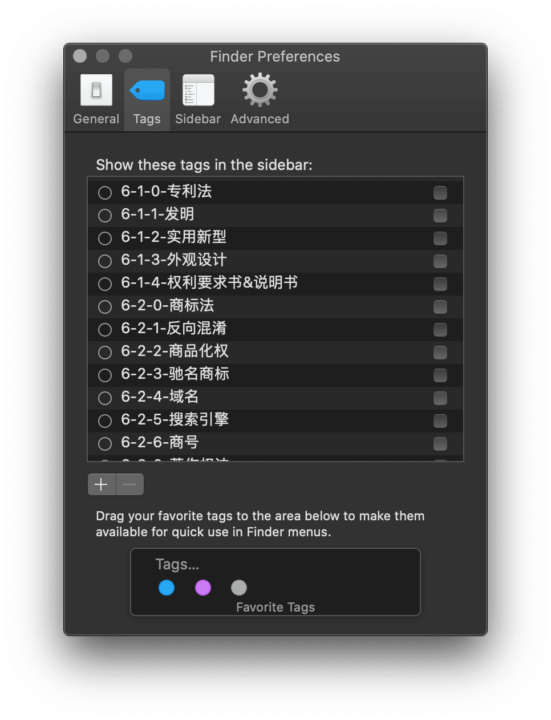 Finder Preferences
General Tags Sidebar Advanced
Show these tags in the sidebar:
6-1-0-专利法
6-1-1-发明
6-1-2-实用新型
6-1-3-外观设计
6-1-4-权利要求书&说明书
6-2-0-商标法
6-2-1-反向混淆
6-2-2-商品化权
6-2-3-驰名商标
6-2-4-域名
6-2-5-搜索引擎
6-2-6-商号
Drag your favorite tags to the area below to make them
available for quick use in Finder menus.
Tags...
Favorite Tags